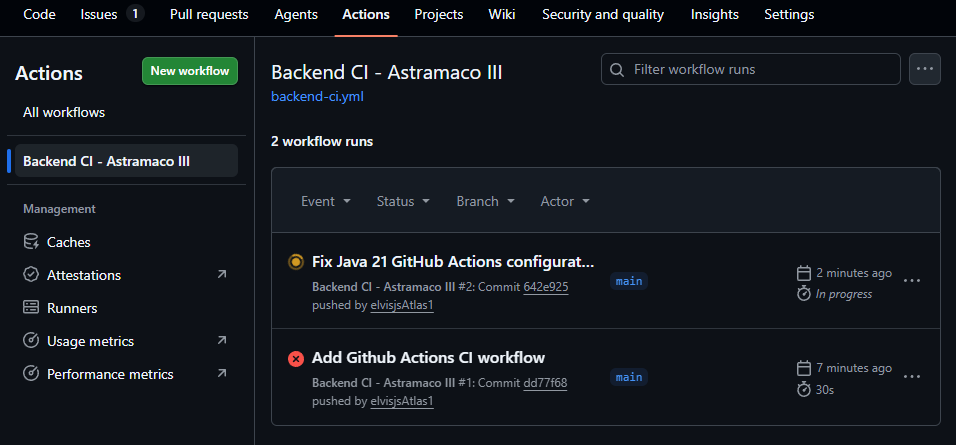 Code Issues 1 Pull requests Agents Actions Projects Wiki Security and quality Insights Settings
Actions
New workflow
All workflows
Backend CI - Astramaco III
Management
Caches
Attestations
Runners
Usage metrics
Performance metrics
Backend CI - Astramaco III
backend-ci.yml
Filter workflow runs
2 workflow runs
Event Status Branch Actor
Fix Java 21 GitHub Actions configurat...
Backend CI - Astramaco III #2: Commit 642e925
pushed by elvisjsAtlas1
main
2 minutes ago
In progress
Add Github Actions CI workflow
Backend CI - Astramaco III #1: Commit dd77f68
pushed by elvisjsAtlas1
main
7 minutes ago
30s